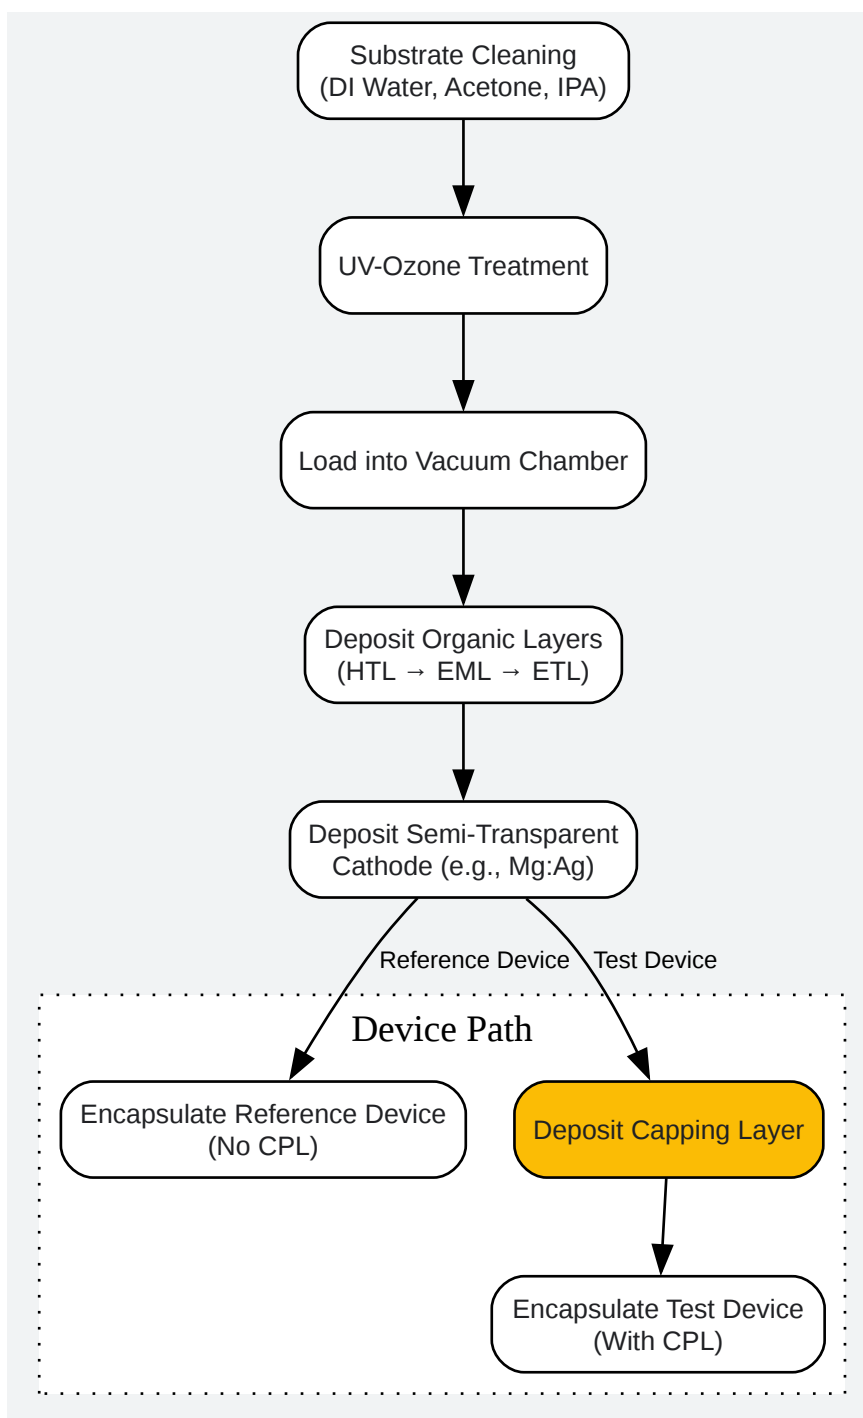 Substrate Cleaning
(DI Water, Acetone, IPA)
UV-Ozone Treatment
Load into Vacuum Chamber
Deposit Organic Layers
(HTL → EML → ETL)
Deposit Semi-Transparent
Cathode (e.g., Mg:Ag)
Reference Device
Test Device
Device Path
Encapsulate Reference Device
(No CPL)
Deposit Capping Layer
Encapsulate Test Device
(With CPL)